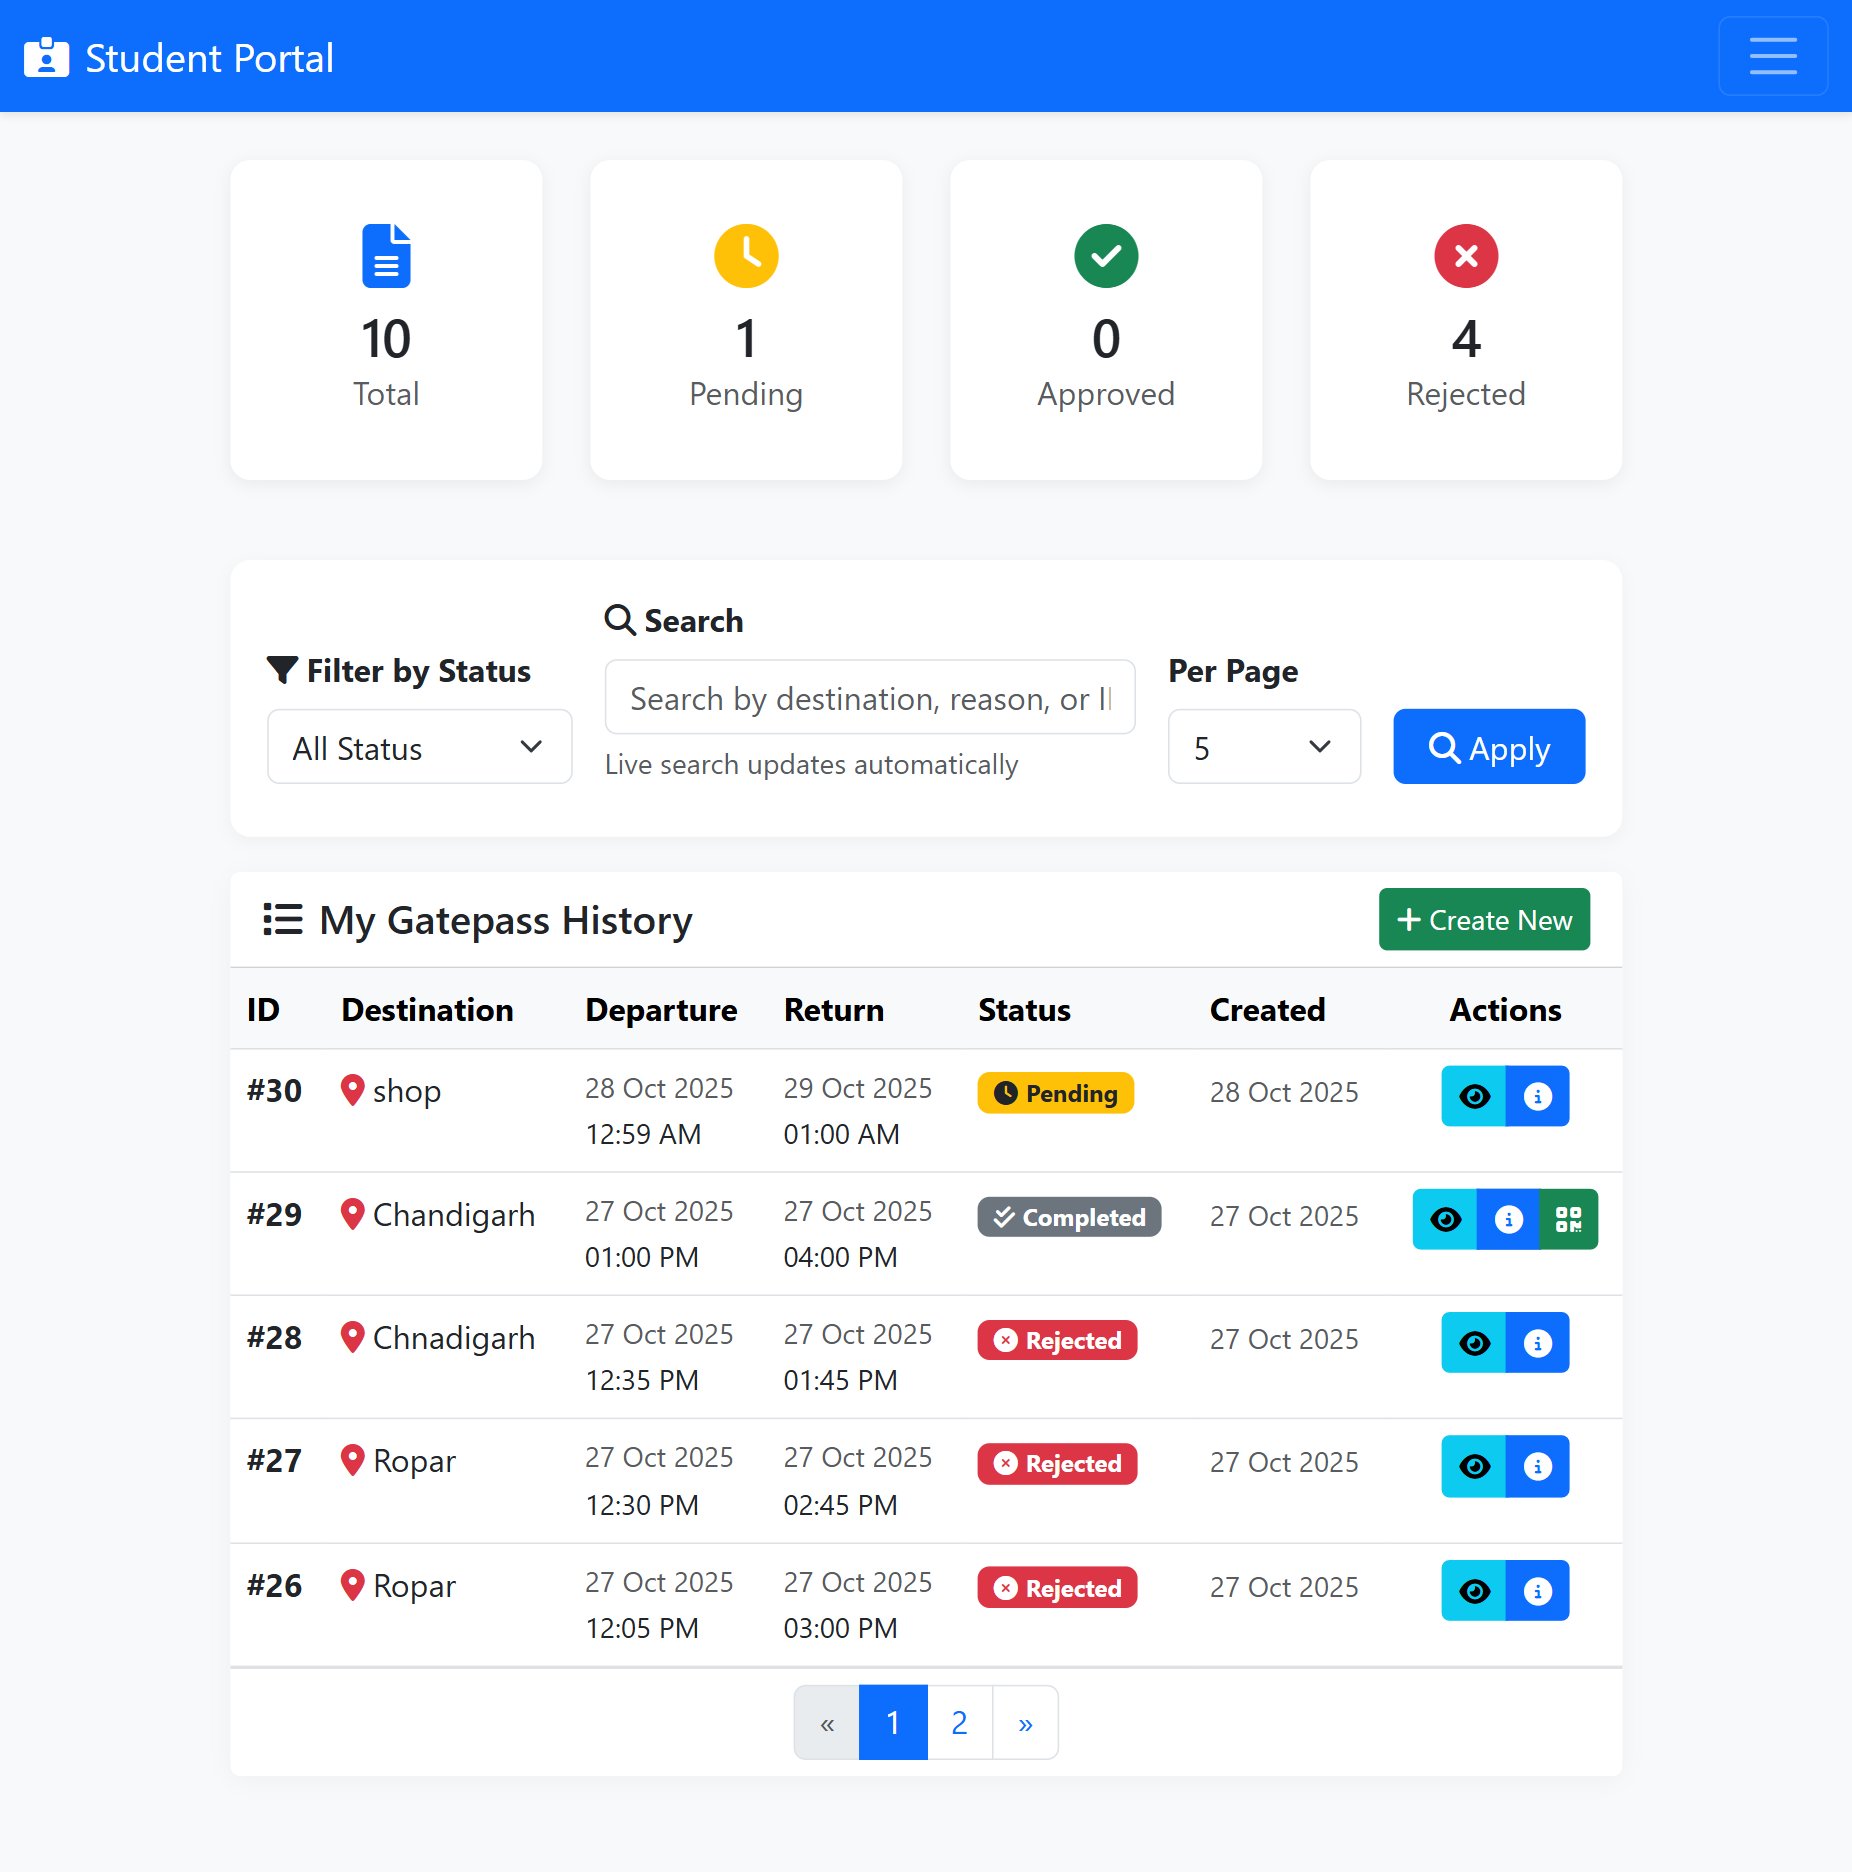 Student Portal
10
Total
1
Pending
0
Approved
4
Rejected
Filter by Status
All Status
Search
Search by destination, reason, or I
Live search updates automatically
Per Page
5
Apply
My Gatepass History
Create New
ID Destination Departure Return Status Created Actions
#30 shop 28 Oct 2025 12:59 AM 29 Oct 2025 01:00 AM Pending 28 Oct 2025
#29 Chandigarh 27 Oct 2025 01:00 PM 27 Oct 2025 04:00 PM Completed 27 Oct 2025
#28 Chnadigarh 27 Oct 2025 12:35 PM 27 Oct 2025 01:45 PM Rejected 27 Oct 2025
#27 Ropar 27 Oct 2025 12:30 PM 27 Oct 2025 02:45 PM Rejected 27 Oct 2025
#26 Ropar 27 Oct 2025 12:05 PM 27 Oct 2025 03:00 PM Rejected 27 Oct 2025
« 1 2 »